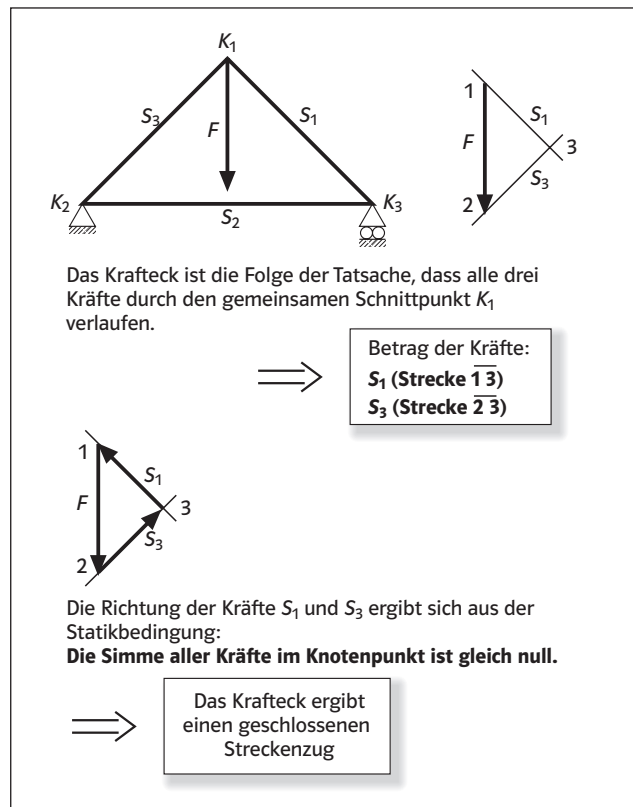 K1
S3
F
S1
K2
S2
K3
1
S1
F
3
S3
2
Das Krafteck ist die Folge der Tatsache, dass alle drei
Kräfte durch den gemeinsamen Schnittpunkt K1
verlaufen.
Betrag der Kräfte:
S1 (Strecke 1 3)
S3 (Strecke 2 3)
1
S1
F
3
S3
2
Die Richtung der Kräfte S1 und S3 ergibt sich aus der
Statikbedingung:
Die Simme aller Kräfte im Knotenpunkt ist gleich null.
Das Krafteck ergibt
einen geschlossenen
Streckenzug